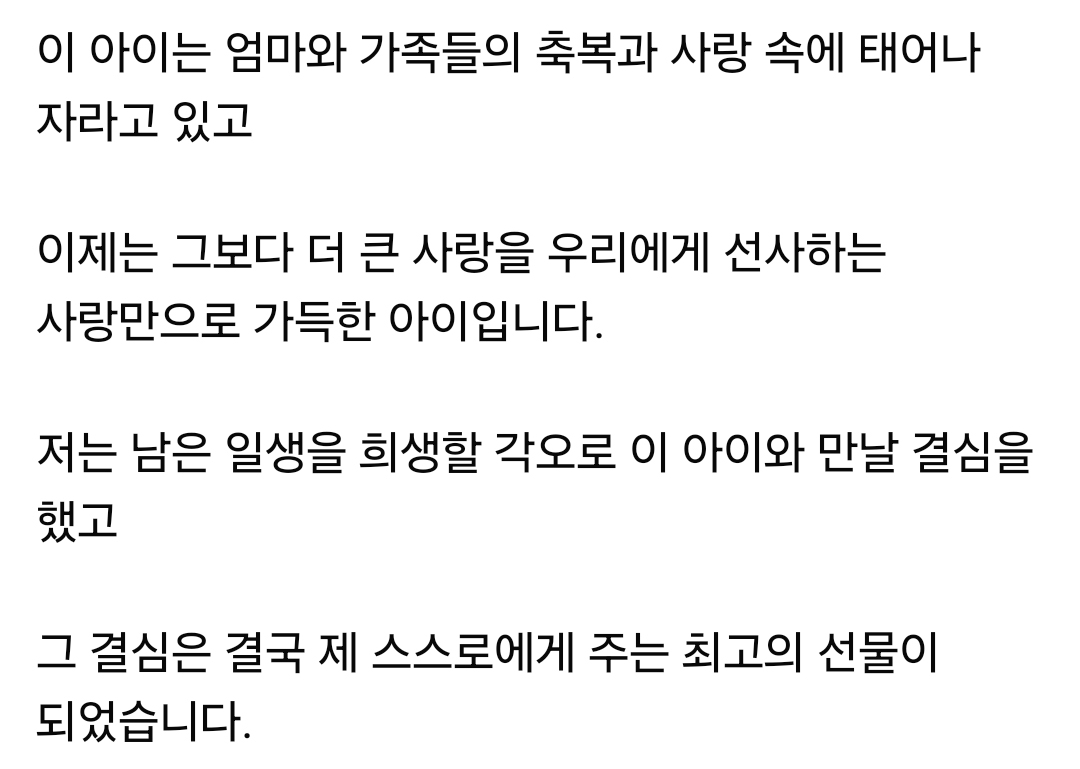 이 아이는 엄마와 가족들의 축복과 사랑 속에 태어나
자라고 있고
이제는 그보다 더 큰 사랑을 우리에게 선사하는
사랑만으로 가득한 아이입니다.
저는 남은 일생을 희생할 각오로 이 아이와 만날 결심을
했고
그 결심은 결국 제 스스로에게 주는 최고의 선물이
되었습니다.